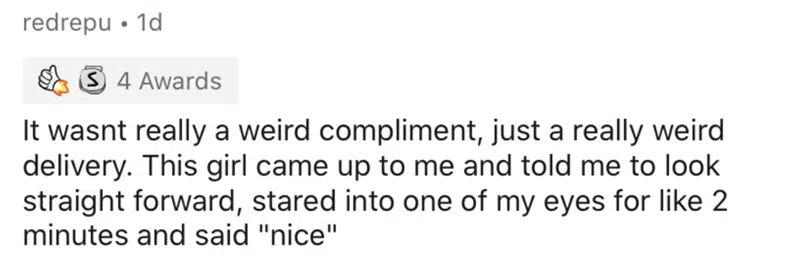 redrepu • 1d
4 Awards
It wasnt really a weird compliment, just a really weird
delivery. This girl came up to me and told me to look
straight forward, stared into one of my eyes for like 2
minutes and said "nice"